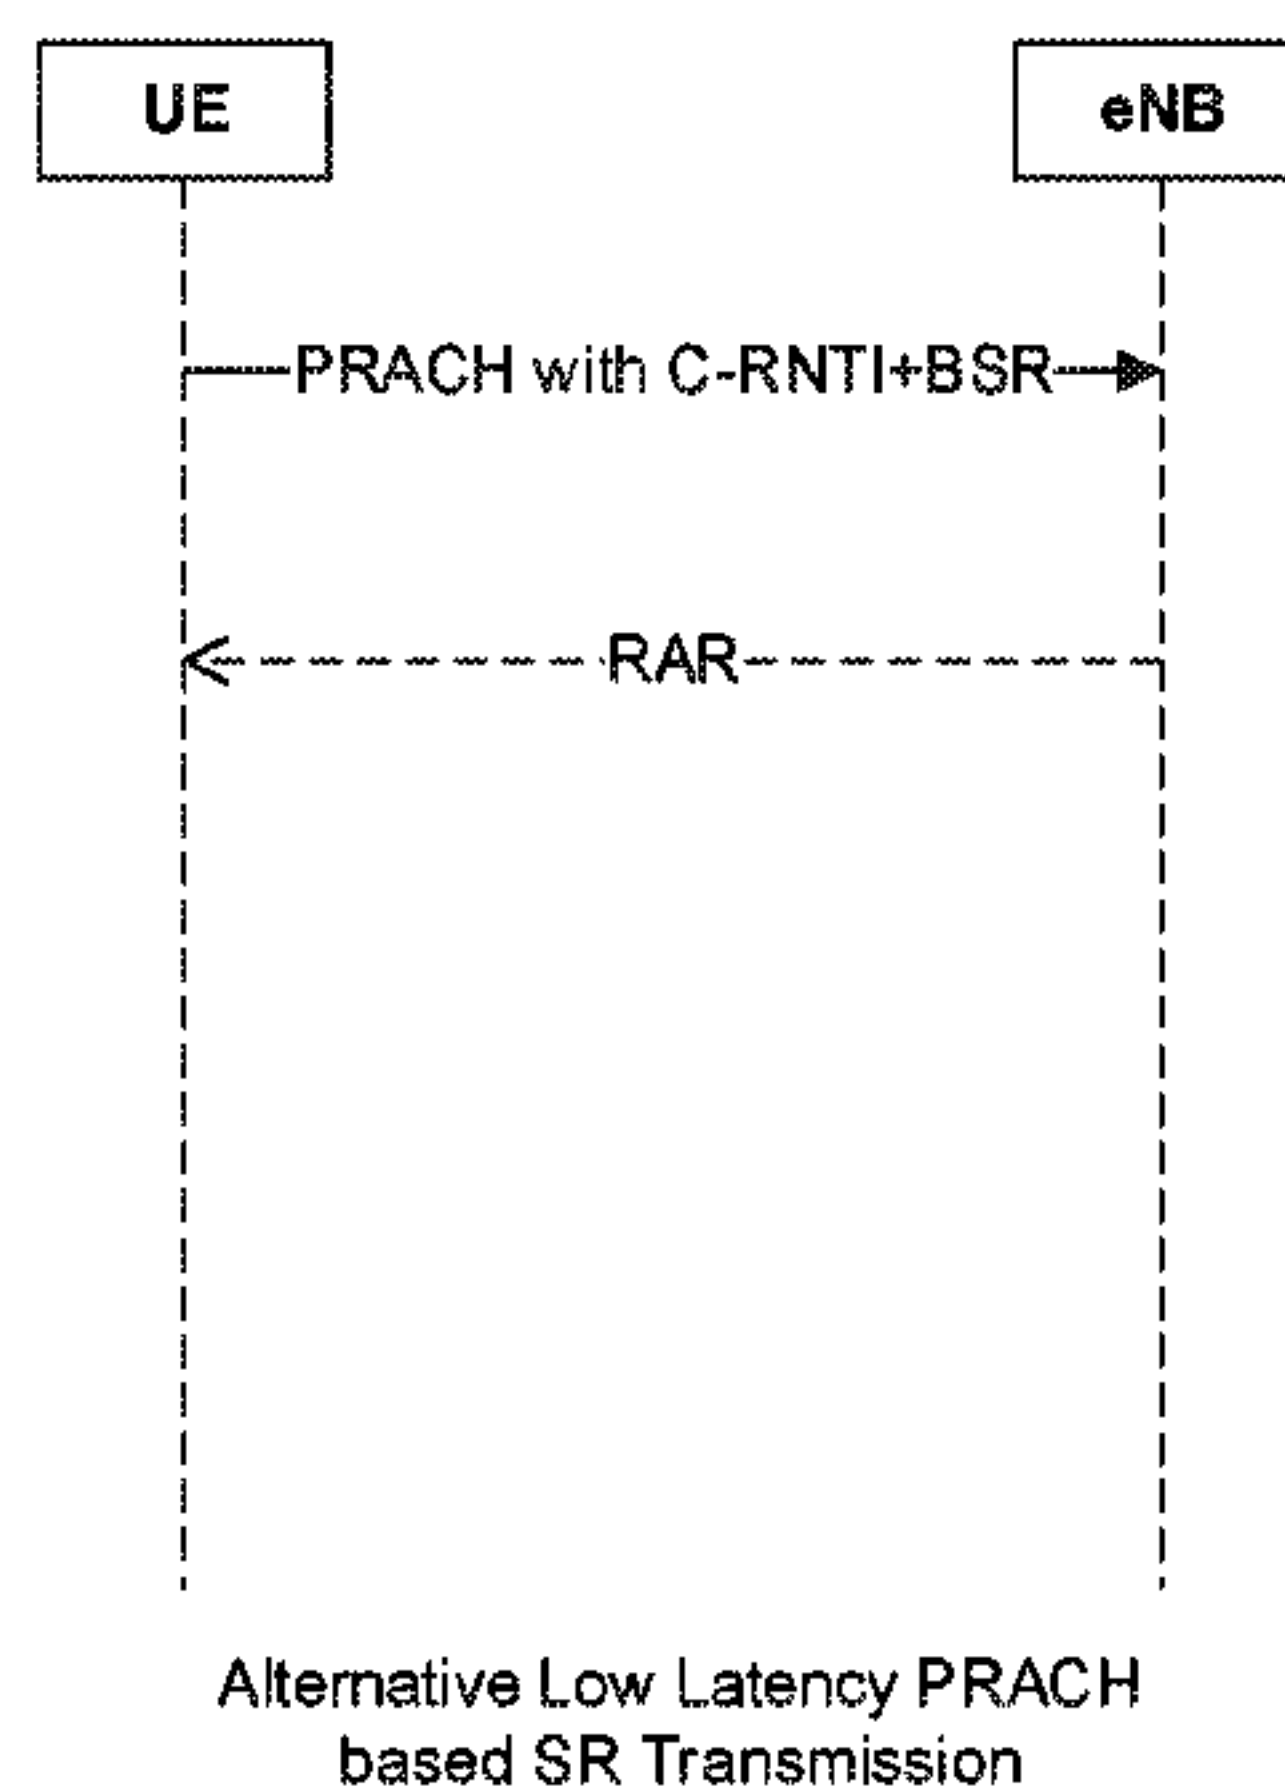 UE
eNB
PRACH with C-RNTI+BSR
RAR
Alternative Low Latency PRACH
based SR Transmission